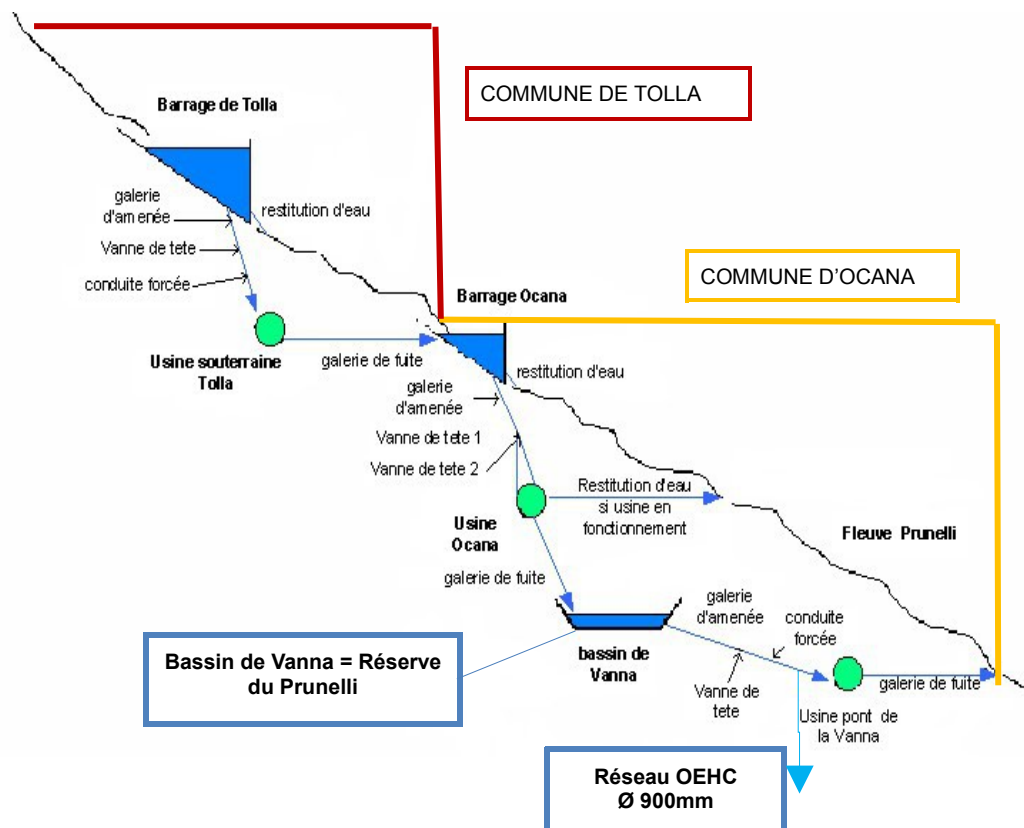 COMMUNE DE TOLLA
Barrage de Tolla
galerie
d'amenée
restitution d'eau
Vanne de tete
conduite forcée
COMMUNE D'OCANA
Barrage Ocana
Usine souterraine
Tolla
galerie de fuite
restitution d'eau
galerie
d'amenée
Vanne de tete 1
Vanne de tete 2
Restitution d'eau
si usine en
fonctionnement
Usine
Ocana
Fleuve Prunelli
galerie de fuite
galerie
d'amenée
conduite
forcée
Bassin de Vanna = Réserve
du Prunelli
bassin de
Vanna
Vanne de
tete
galerie de fuite
Usine pont de
la Vanna
Réseau OEHC
Ø 900mm